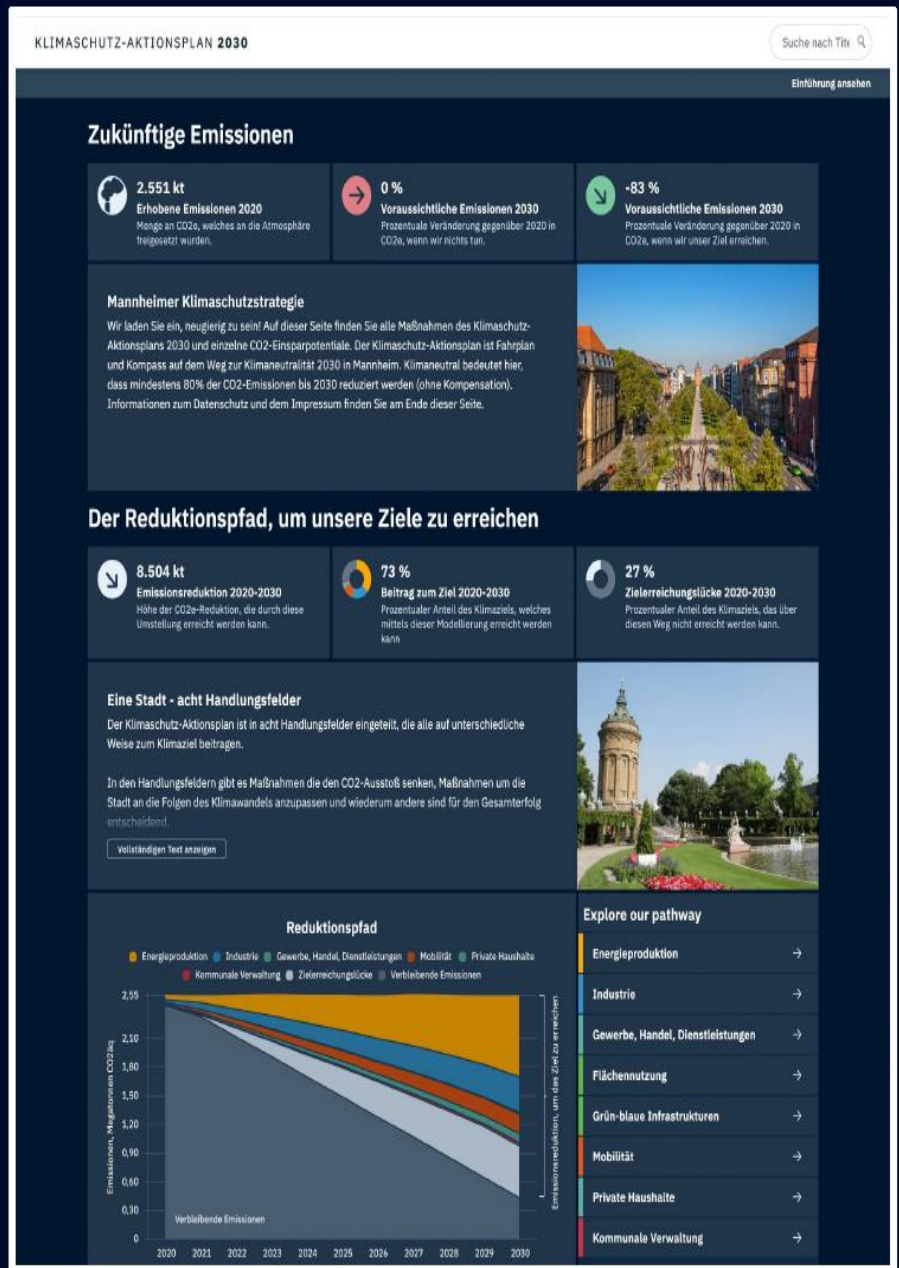 KLIMASCHUTZ-AKTIONSPLAN 2030
Suche nach Tite
Einführung ansehen
Zukünftige Emissionen
2.551 kt
Erhobene Emissionen 2020
Menge an CO2e, welches an die Atmosphäre
freigesetzt wurden.
0 %
Voraussichtliche Emissionen 2030
Prozentuale Veränderung gegenüber 2020 in
CO2e, wenn wir nichts tun.
-83 %
Voraussichtliche Emissionen 2030
Prozentuale Veränderung gegenüber 2020 in
CO2e, wenn wir unser Ziel erreichen.
Mannheimer Klimaschutzstrategie
Wir laden Sie ein, neugierig zu sein! Auf dieser Seite finden Sie alle Maßnahmen des Klimaschutz-
Aktionsplans 2030 und einzelne CO2-Einsparpotentiale. Der Klimaschutz-Aktionsplan ist Fahrplan
und Kompass auf dem Weg zur Klimaneutralität 2030 in Mannheim. Klimaneutral bedeutet hier,
dass mindestens 80% der CO2-Emissionen bis 2030 reduziert werden (ohne Kompensation).
Informationen zum Datenschutz und dem Impressum finden Sie am Ende dieser Seite.
Der Reduktionspfad, um unsere Ziele zu erreichen
8.504 kt
Emissionsreduktion 2020-2030
Höhe der CO2e-Reduktion, die durch diese
Umstellung erreicht werden kann.
73 %
Beitrag zum Ziel 2020-2030
Prozentualer Anteil des Klimaziels, welches
mittels dieser Modellierung erreicht werden
kann
27 %
Zielerreichungslücke 2020-2030
Prozentualer Anteil des Klimaziels, das über
diesen Weg nicht erreicht werden kann.
Eine Stadt - acht Handlungsfelder
Der Klimaschutz-Aktionsplan ist in acht Handlungsfelder eingeteilt, die alle auf unterschiedliche
Weise zum Klimaziel beitragen.
In den Handlungsfeldern gibt es Maßnahmen die den CO2-Ausstoß senken, Maßnahmen um die
Stadt an die Folgen des Klimawandels anzupassen und wiederum andere sind für den Gesamterfolg
entscheidend.
Vollständigen Text anzeigen
Reduktionspfad
Energieproduktion Industrie Gewerbe, Handel, Dienstleistungen Mobilität Private Haushalte
Kommunale Verwaltung Zielerreichungslücke Verbleibende Emissionen
Emissionen, Megatonnen CO2äq
2,55
2,10
1,80
1,50
1,20
0,90
0,60
0,30
0
Verbleibende Emissionen
2020 2021 2022 2023 2024 2025 2026 2027 2028 2029 2030
Emissionsreduktion, um das Ziel zu erreichen
Explore our pathway
Energieproduktion
Industrie
Gewerbe, Handel, Dienstleistungen
Flächennutzung
Grün-blaue Infrastrukturen
Mobilität
Private Haushalte
Kommunale Verwaltung